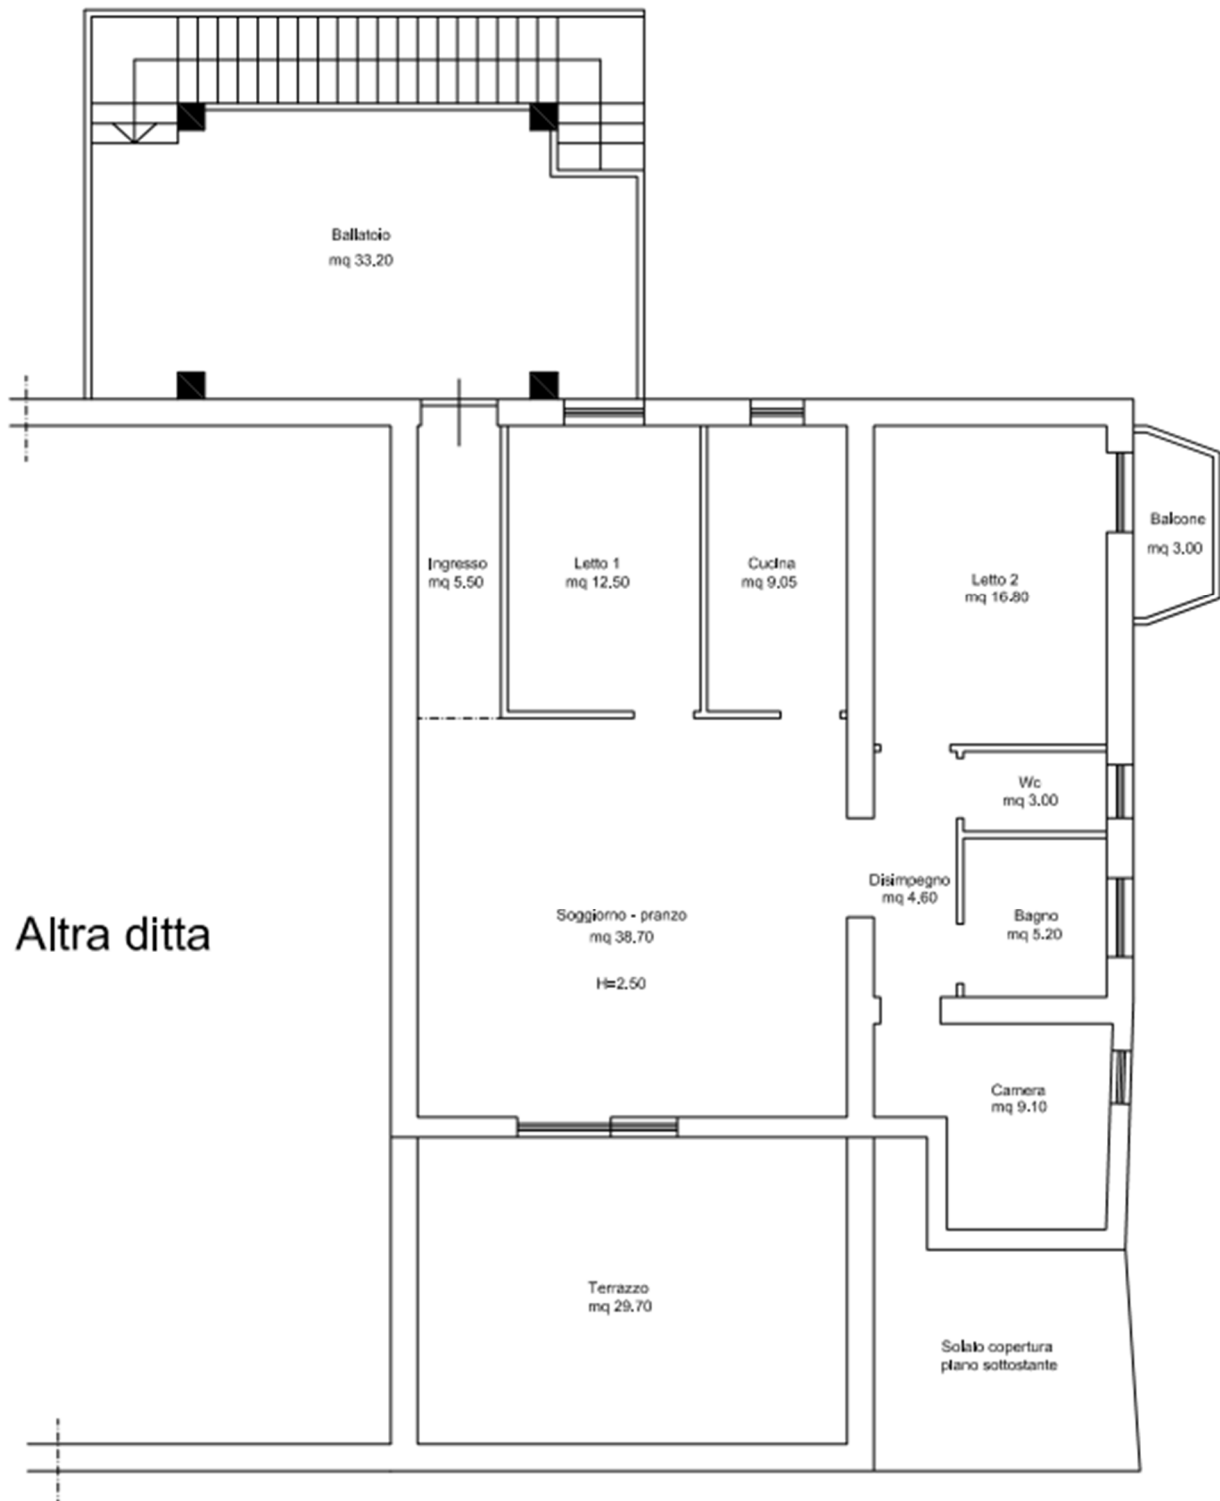 Ballatoio
mq 33.20
Ingresso
mq 5.50
Letto 1
mq 12.50
Cucina
mq 9.05
Letto 2
mq 16.80
Balcone
mq 3.00
Wc
mq 3.00
Disimpegno
mq 4.60
Bagno
mq 5.20
Altra ditta
Soggiorno - pranzo
mq 38.70
H=2.50
Camera
mq 9.10
Terrazzo
mq 29.70
Solaio copertura
piano sottostante